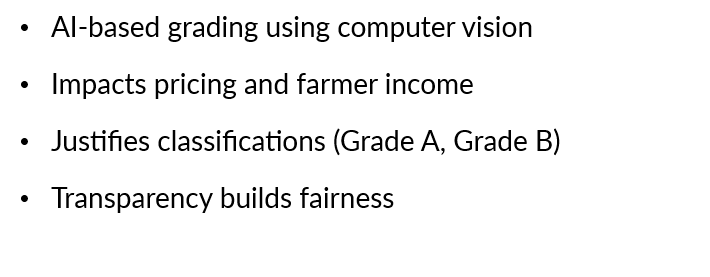 • AI-based grading using computer vision
• Impacts pricing and farmer income
• Justifies classifications (Grade A, Grade B)
• Transparency builds fairness